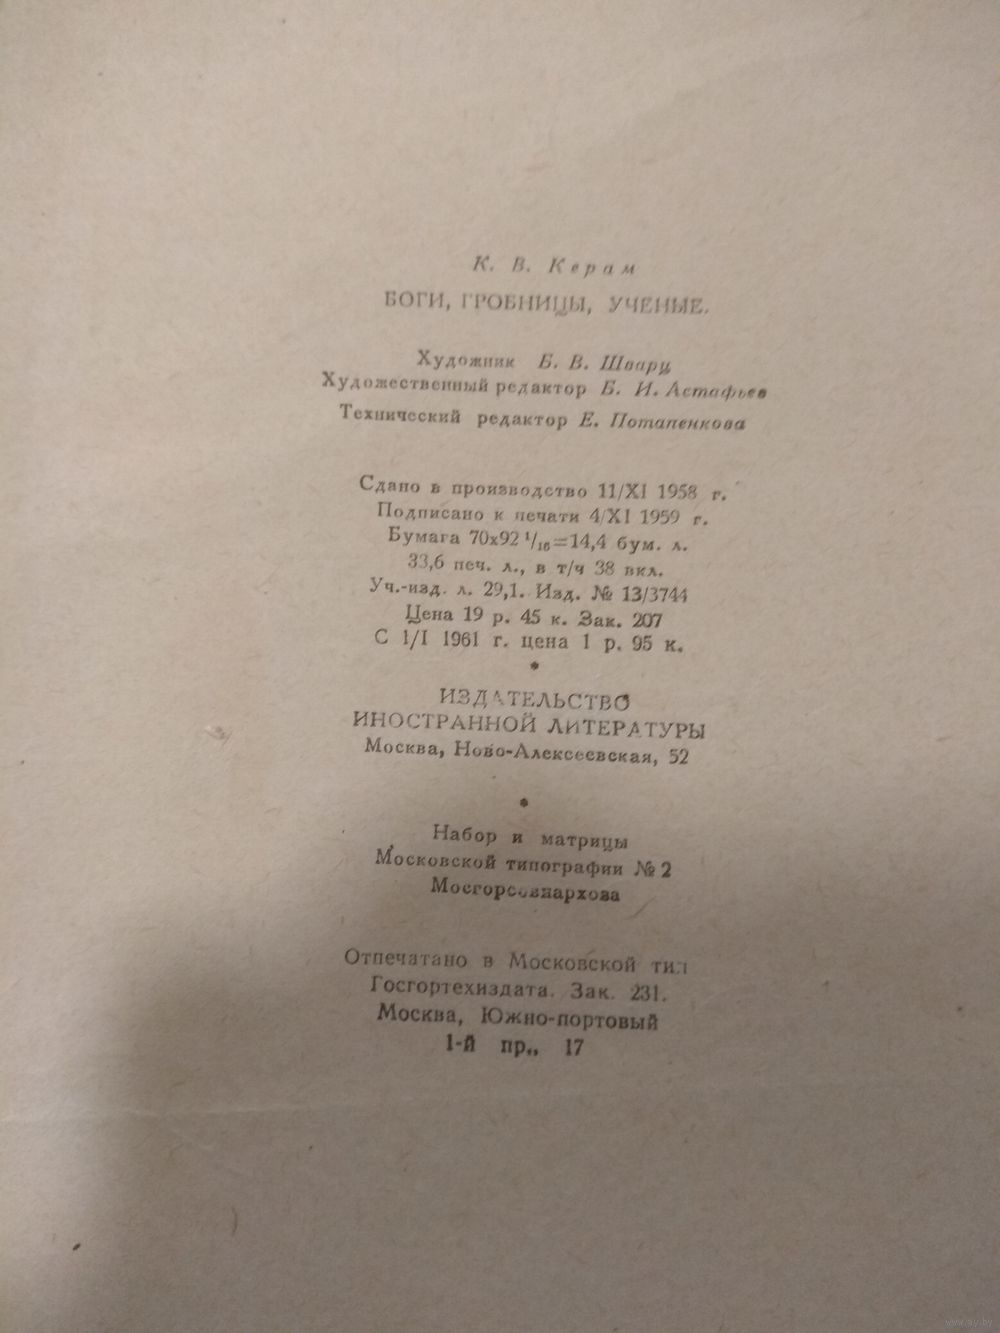 К. В. Керам
БОГИ, ГРОБНИЦЫ, УЧЕНЫЕ.
Художник Б. В. Шварц
Художественный редактор Б. И. Астафьев
Технический редактор Е. Потапенкова
Сдано в производство 11/XI 1958 г.
Подписано к печати 4/XI 1959 г.
Бумага 70х92 1/16=14,4 бум. л.
33,6 печ. л., в т/ч 38 вкл.
Уч.-изд. л. 29,1. Изд. № 13/3744
Цена 19 р. 45 к. Зак. 207
С 1/I 1961 г. цена 1 р. 95 к.
ИЗДАТЕЛЬСТВО
ИНОСТРАННОЙ ЛИТЕРАТУРЫ
Москва, Ново-Алексеевская, 52
Набор и матрицы
Московской типографии № 2
Мосгорсовнархова
Отпечатано в Московской тип
Госгортехиздата. Зак. 231.
Москва, Южно-портовый
1-й пр., 17